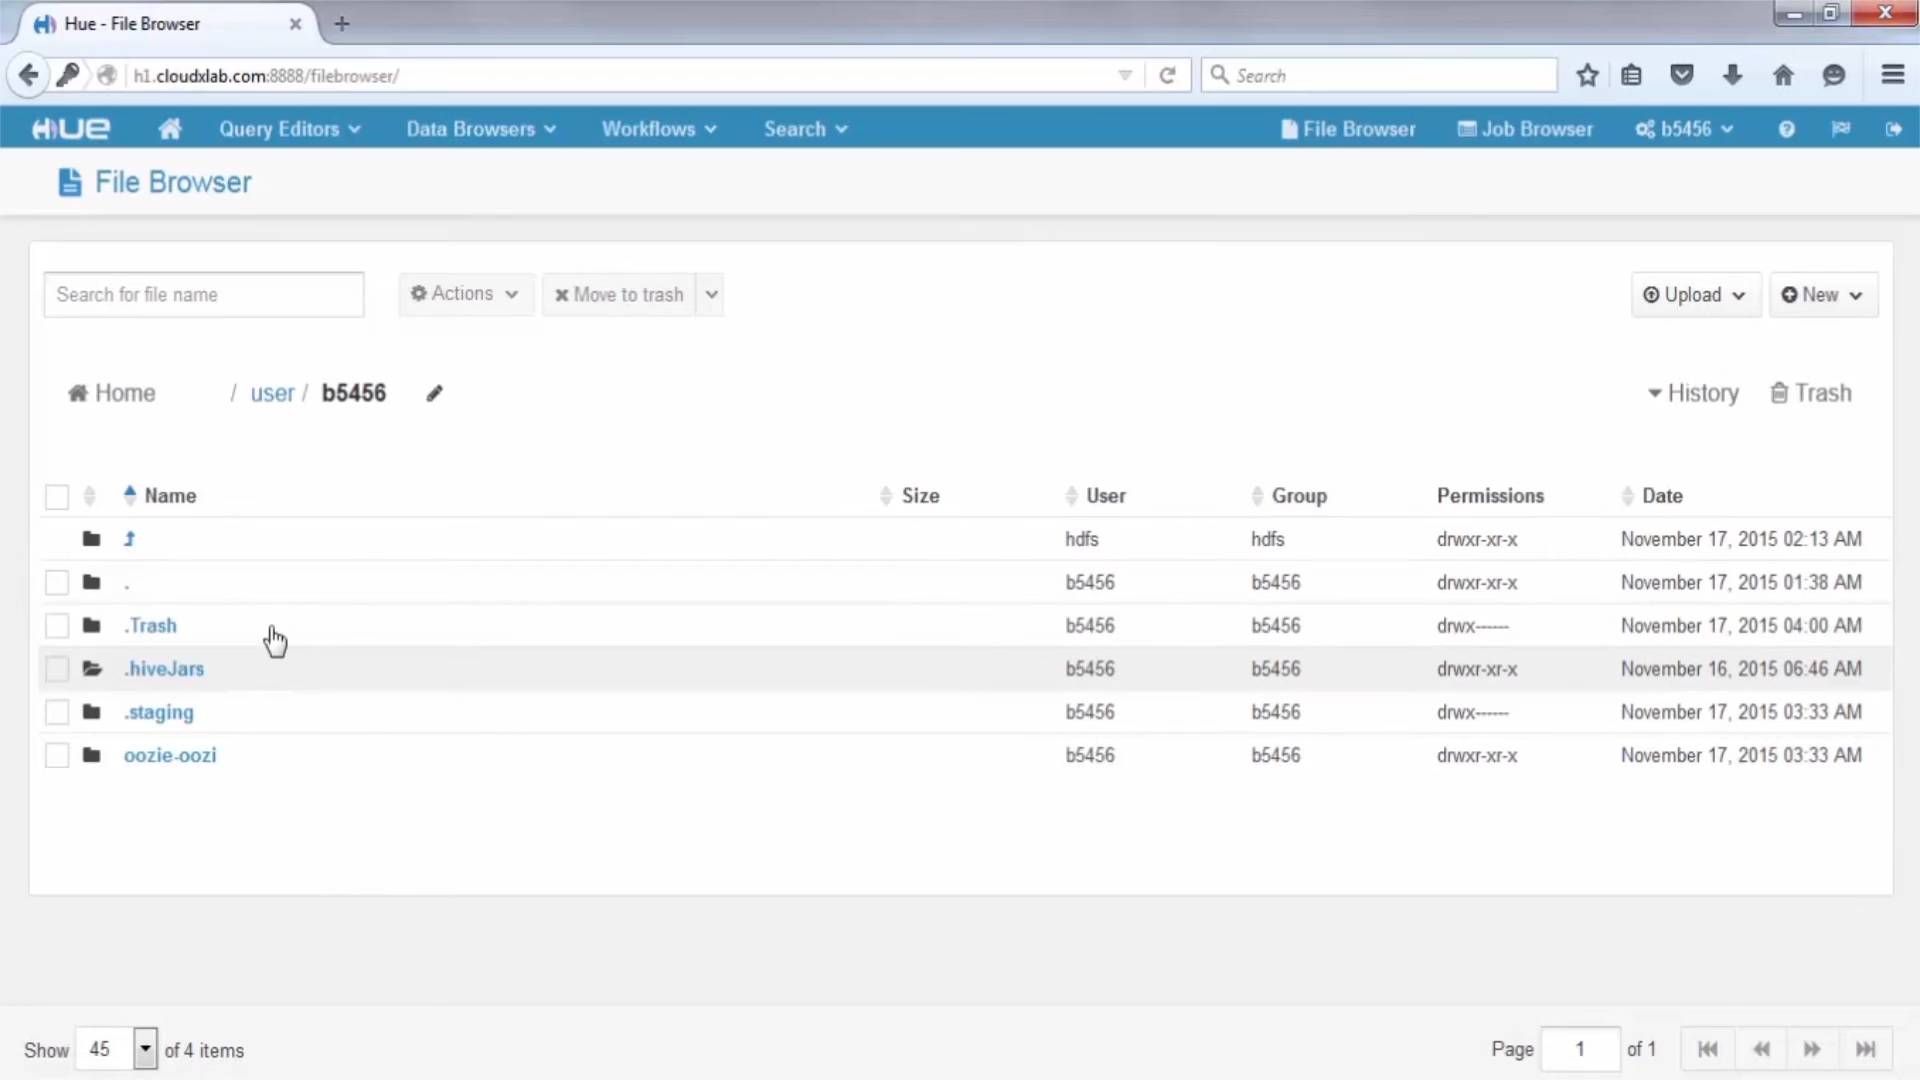 Hue - File Browser
h1.cloudxlab.com:8888/filebrowser/
Search
HUE Query Editors Data Browsers Workflows Search File Browser Job Browser b5456
File Browser
Search for file name Actions Move to trash Upload New
Home / user / b5456 History Trash
Name Size User Group Permissions Date
hdfs hdfs drwxr-xr-x November 17, 2015 02:13 AM
. b5456 b5456 drwxr-xr-x November 17, 2015 01:38 AM
.Trash b5456 b5456 drwx------ November 17, 2015 04:00 AM
.hiveJars b5456 b5456 drwxr-xr-x November 16, 2015 06:46 AM
.staging b5456 b5456 drwx------ November 17, 2015 03:33 AM
oozie-oozi b5456 b5456 drwxr-xr-x November 17, 2015 03:33 AM
Show 45 of 4 items Page 1 of 1